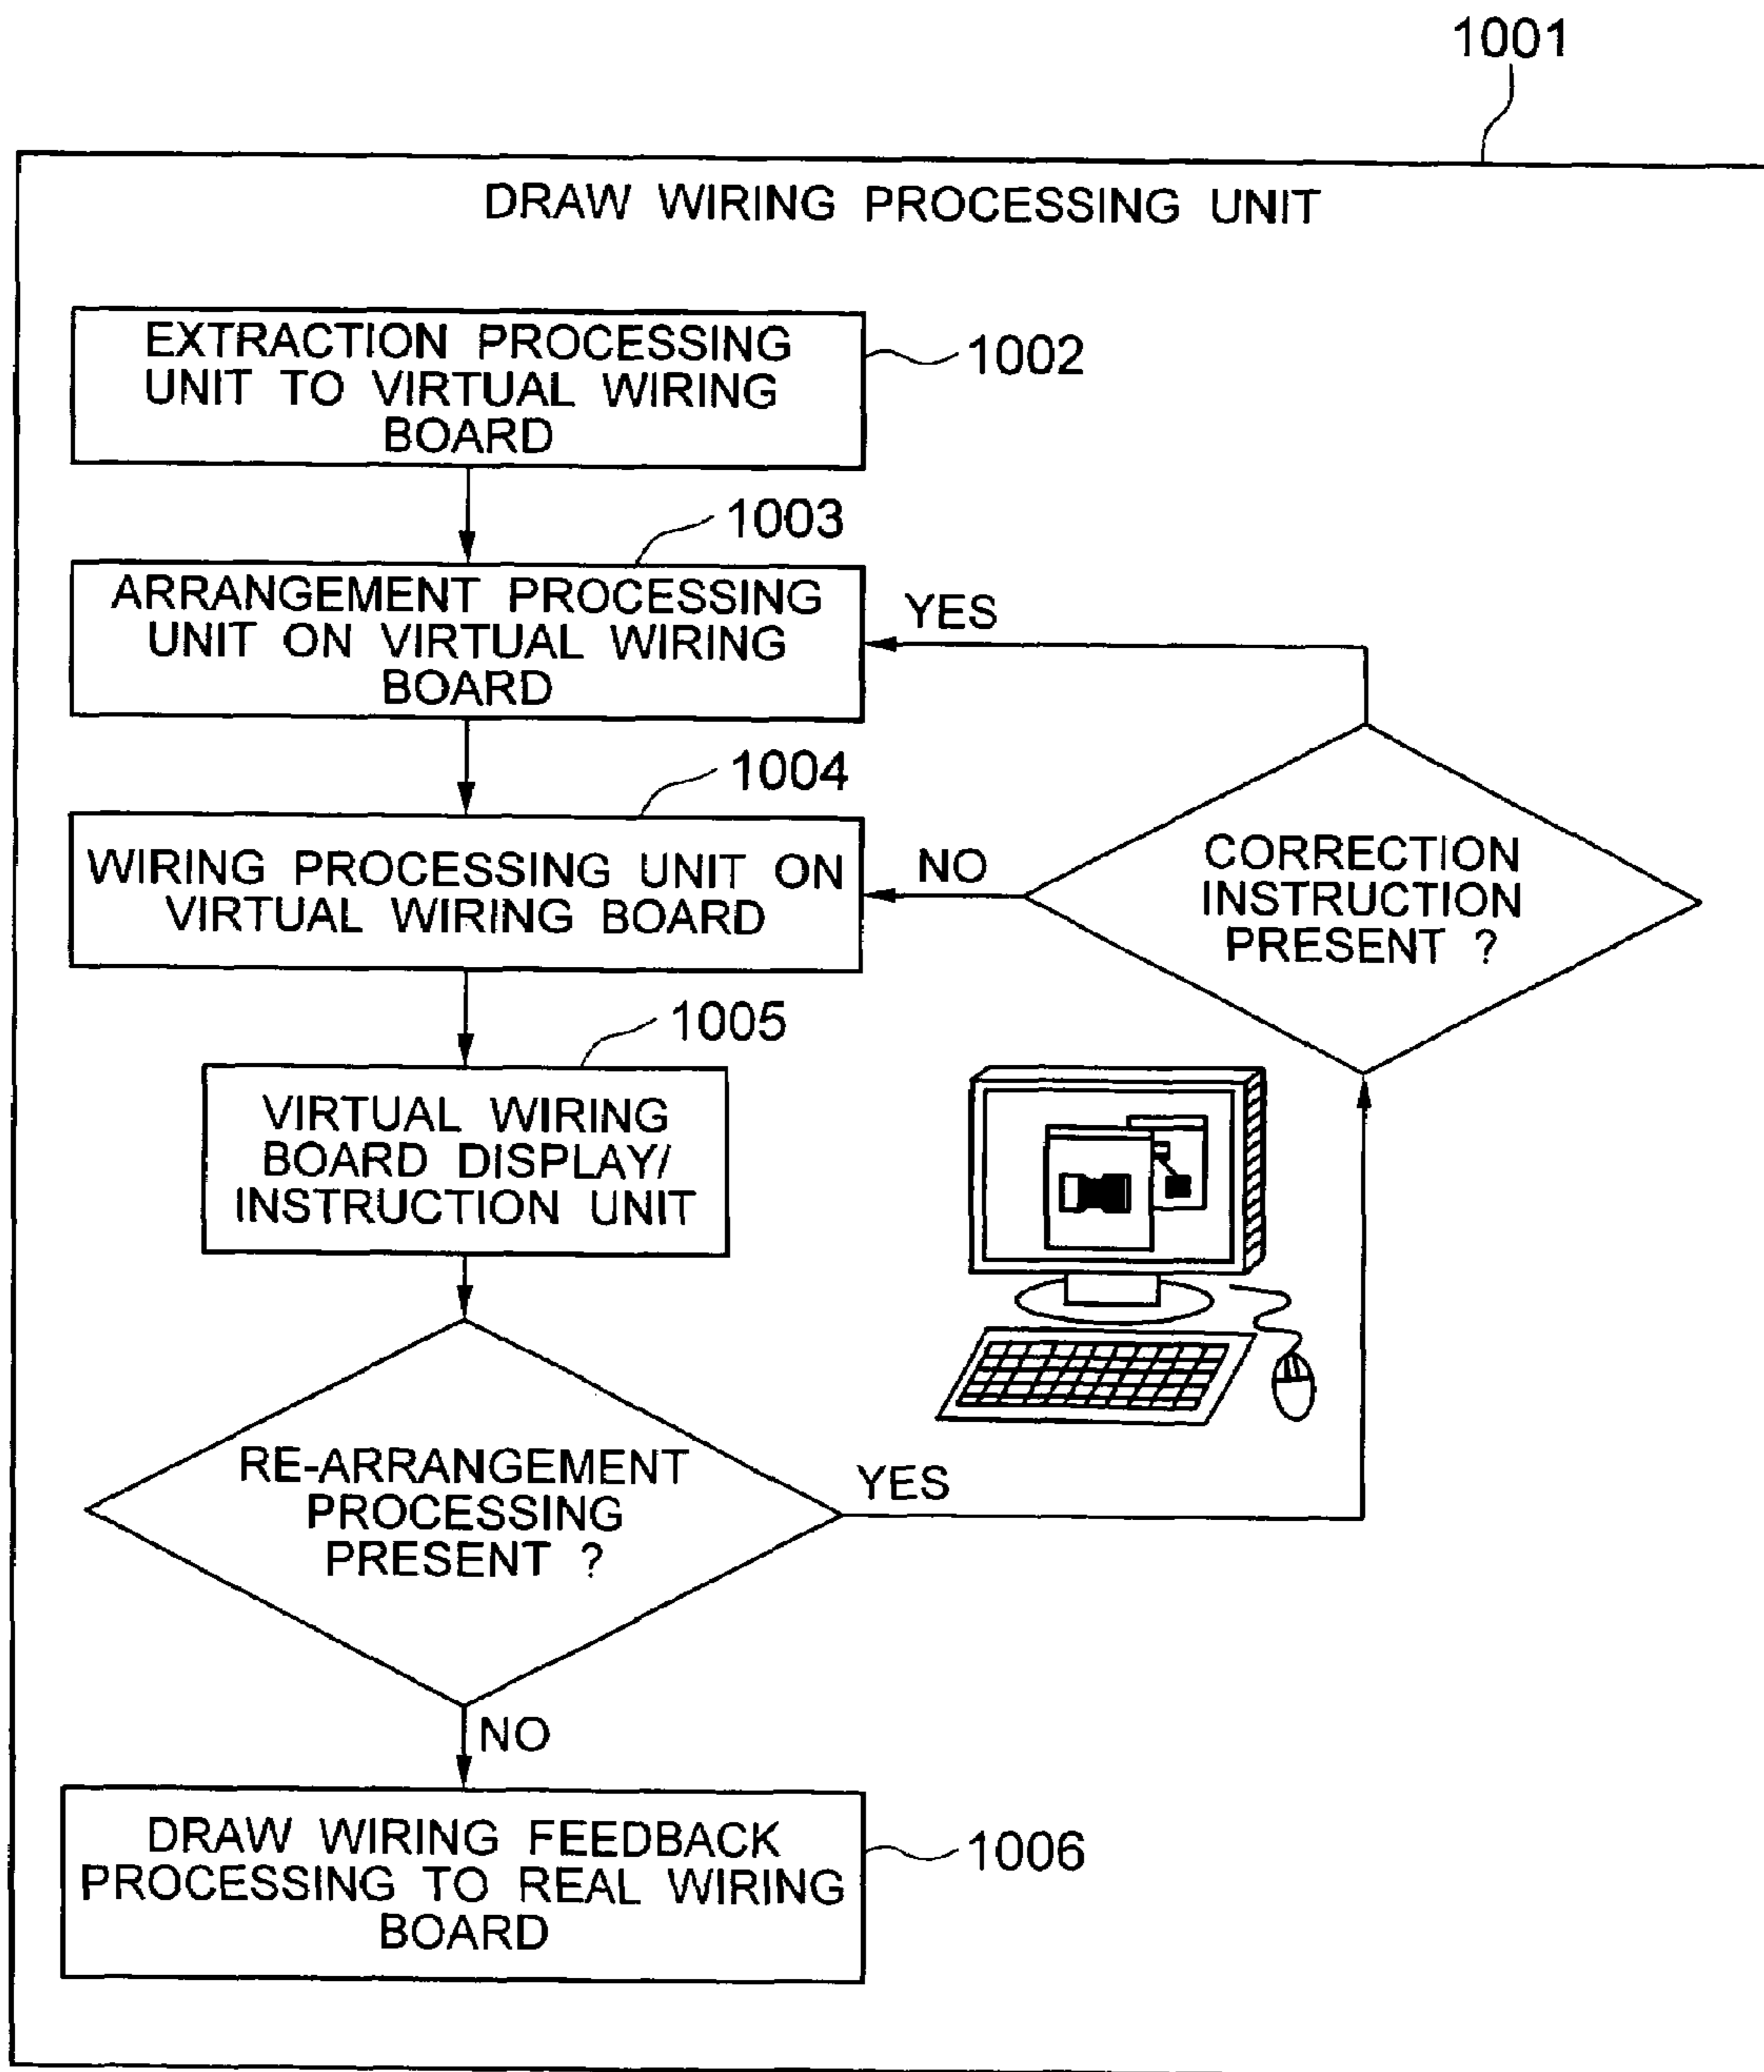 1001
DRAW WIRING PROCESSING UNIT
EXTRACTION PROCESSING
UNIT TO VIRTUAL WIRING
BOARD
1002
1003
ARRANGEMENT PROCESSING
UNIT ON VIRTUAL WIRING
BOARD
YES
1004
WIRING PROCESSING UNIT ON
VIRTUAL WIRING BOARD
NO
CORRECTION
INSTRUCTION
PRESENT ?
1005
VIRTUAL WIRING
BOARD DISPLAY/
INSTRUCTION UNIT
RE-ARRANGEMENT
PROCESSING
PRESENT ?
YES
NO
DRAW WIRING FEEDBACK
PROCESSING TO REAL WIRING
BOARD
1006